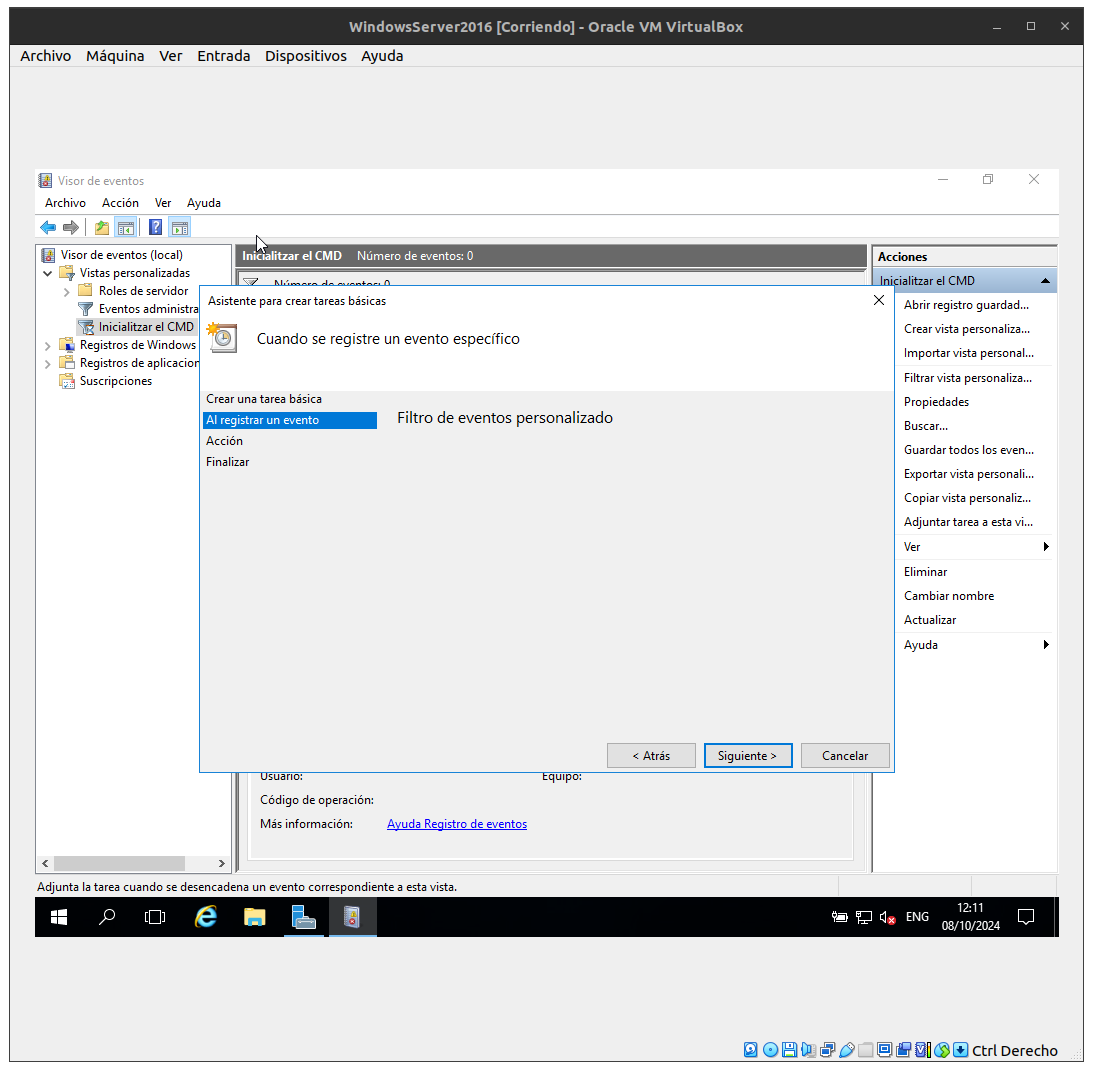 WindowsServer2016 [Corriendo] - Oracle VM VirtualBox
Archivo Máquina Ver Entrada Dispositivos Ayuda
Visor de eventos
Archivo Acción Ver Ayuda
Visor de eventos (local)
Vistas personalizadas
Roles de servidor
Eventos administra
Inicialitzar el CMD
Registros de Windows
Registros de aplicacion
Suscripciones
Inicialitzar el CMD Número de eventos: 0
Número de eventos: 0
Asistente para crear tareas básicas
Cuando se registre un evento específico
Crear una tarea básica
Al registrar un evento
Acción
Finalizar
Filtro de eventos personalizado
< Atrás
Siguiente >
Cancelar
Usuario:
Equipo:
Código de operación:
Más información: Ayuda Registro de eventos
Acciones
Inicialitzar el CMD
Abrir registro guardad...
Crear vista personaliza...
Importar vista personal...
Filtrar vista personaliza...
Propiedades
Buscar...
Guardar todos los even...
Exportar vista personali...
Copiar vista personaliz...
Adjuntar tarea a esta vi...
Ver
Eliminar
Cambiar nombre
Actualizar
Ayuda
Adjunta la tarea cuando se desencadena un evento correspondiente a esta vista.
ENG
12:11
08/10/2024
Ctrl Derecho